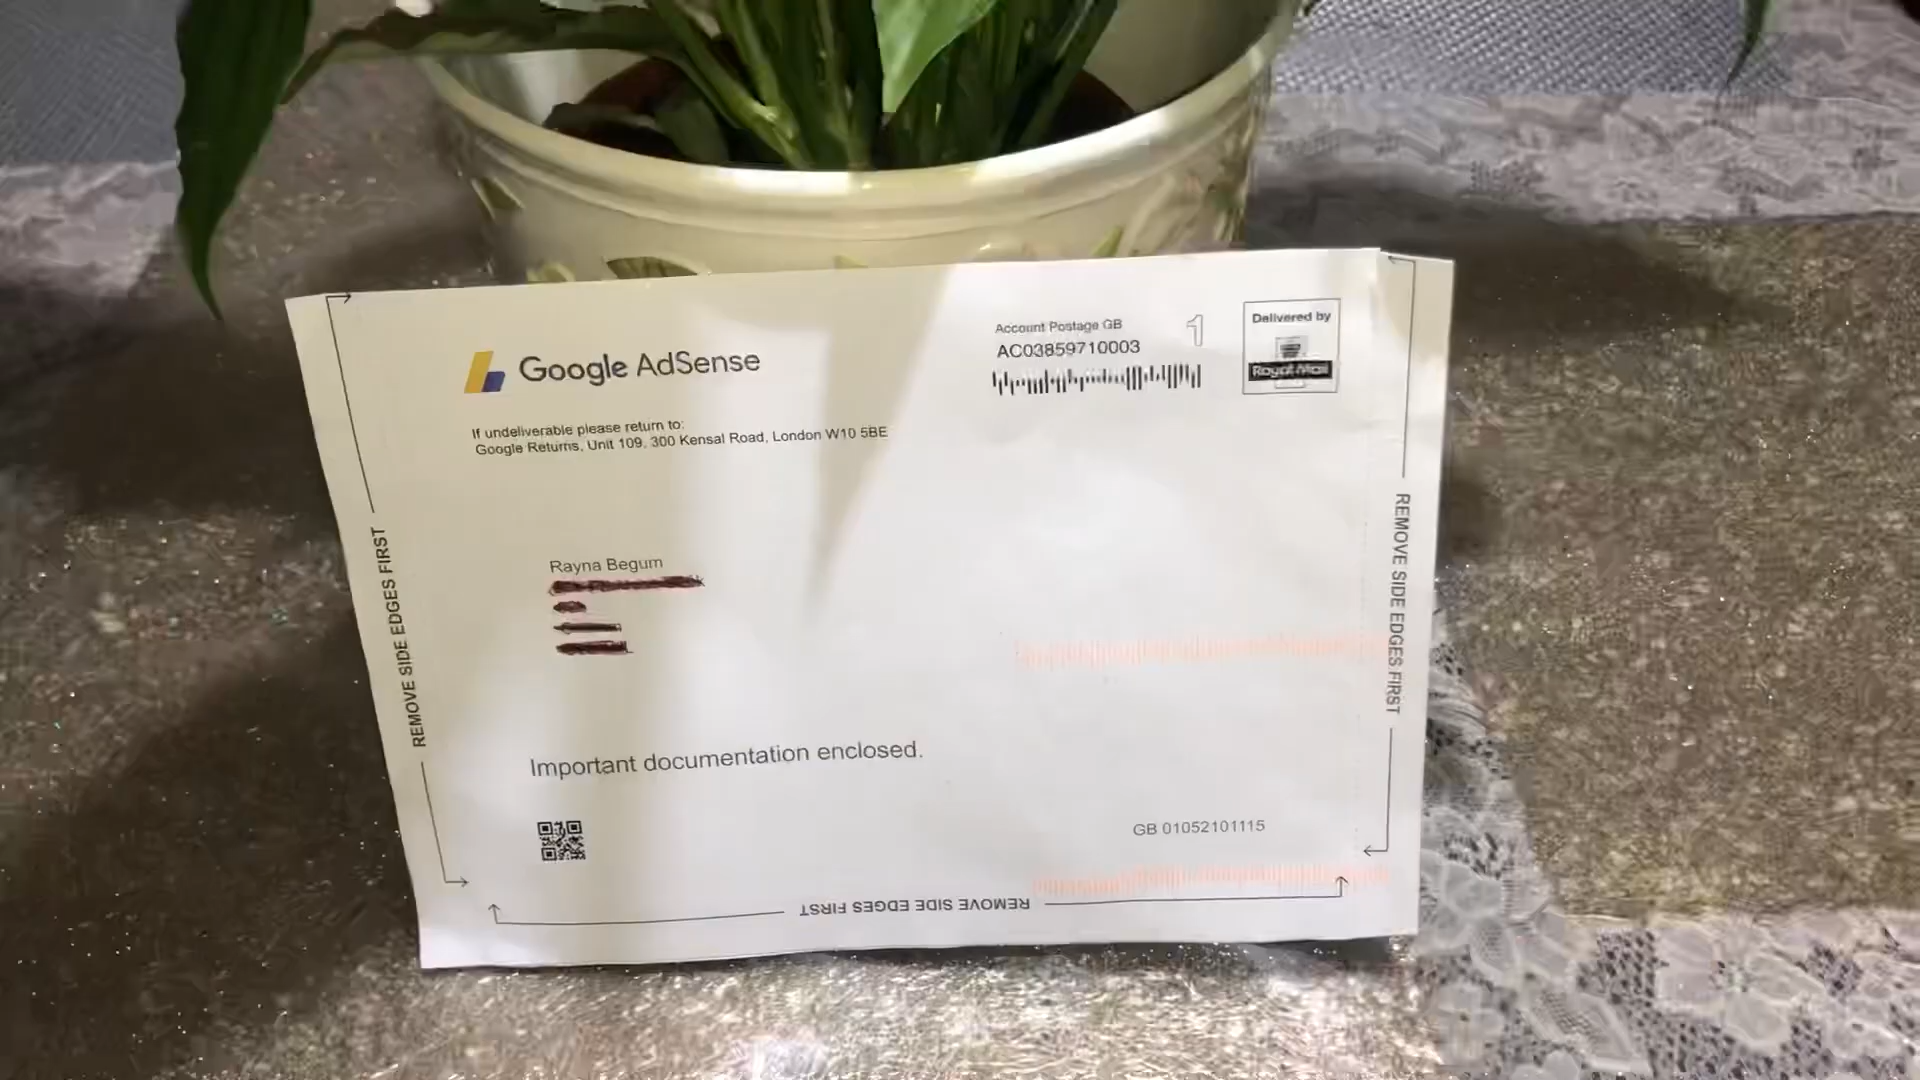 Google AdSense
If undeliverable please return to:
Google Returns, Unit 109, 300 Kensal Road, London W10 5BE
Account Postage GB
AC03859710003
1
Delivered by
Royal Mail
Rayna Begum
Important documentation enclosed.
GB 01052101115
REMOVE SIDE EDGES FIRST
REMOVE SIDE EDGES FIRST
REMOVE SIDE EDGES FIRST